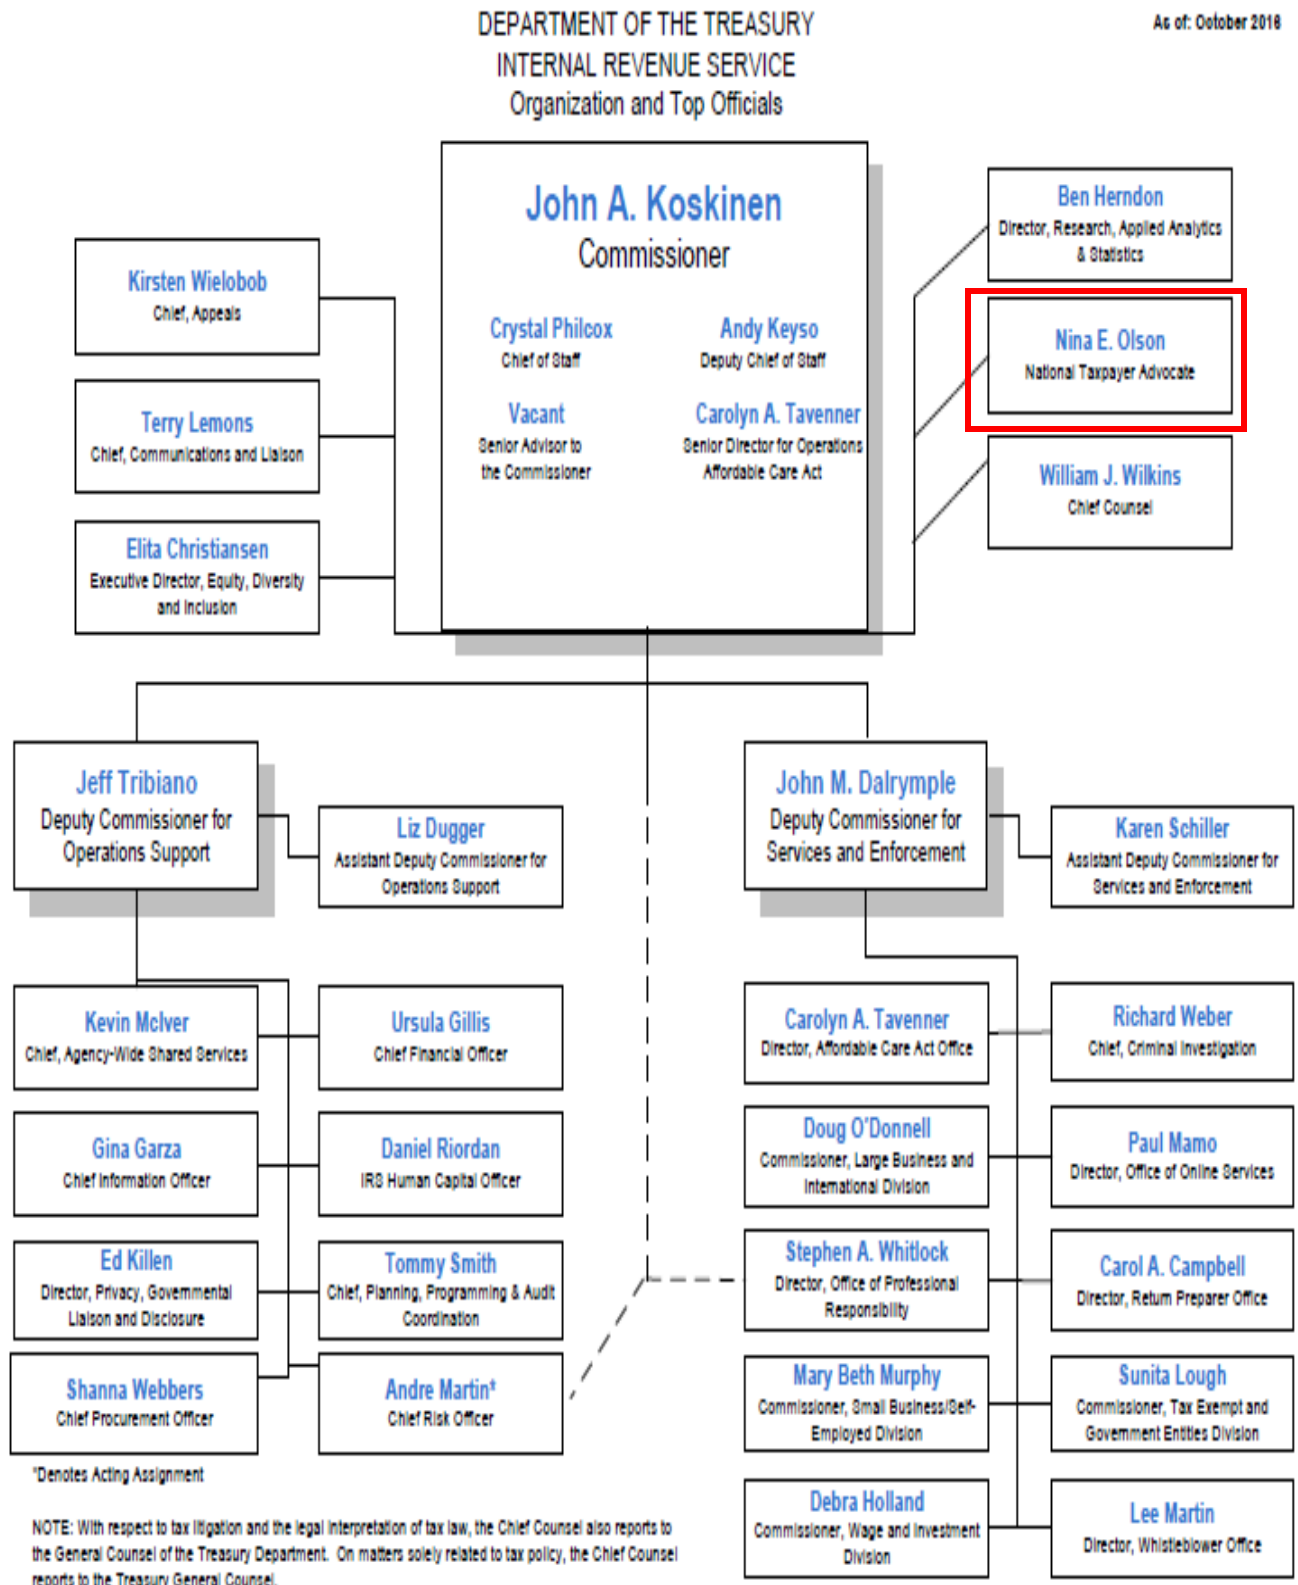 DEPARTMENT OF THE TREASURY
As of: October 2016
INTERNAL REVENUE SERVICE
Organization and Top Officials
John A. Koskinen
Commissioner
Crystal Philcox
Chief of Staff
Andy Keyso
Deputy Chief of Staff
Vacant
Senior Advisor to
the Commissioner
Carolyn A. Tavenner
Senior Director for Operations
Affordable Care Act
Kirsten Wielobob
Chief, Appeals
Terry Lemons
Chief, Communications and Liaison
Elita Christiansen
Executive Director, Equity, Diversity
and Inclusion
Ben Herndon
Director, Research, Applied Analytics
& Statistics
Nina E. Olson
National Taxpayer Advocate
William J. Wilkins
Chief Counsel
Jeff Tribiano
Deputy Commissioner for
Operations Support
Liz Dugger
Assistant Deputy Commissioner for
Operations Support
John M. Dalrymple
Deputy Commissioner for
Services and Enforcement
Karen Schiller
Assistant Deputy Commissioner for
Services and Enforcement
Kevin McIver
Chief, Agency-Wide Shared Services
Ursula Gillis
Chief Financial Officer
Gina Garza
Chief Information Officer
Daniel Riordan
IRS Human Capital Officer
Ed Killen
Director, Privacy, Governmental
Liaison and Disclosure
Tommy Smith
Chief, Planning, Programming & Audit
Coordination
Shanna Webbers
Chief Procurement Officer
Andre Martin*
Chief Risk Officer
Carolyn A. Tavenner
Director, Affordable Care Act Office
Richard Weber
Chief, Criminal Investigation
Doug O'Donnell
Commissioner, Large Business and
International Division
Paul Mamo
Director, Office of Online Services
Stephen A. Whitlock
Director, Office of Professional
Responsibility
Carol A. Campbell
Director, Return Preparer Office
Mary Beth Murphy
Commissioner, Small Business/Self-
Employed Division
Sunita Lough
Commissioner, Tax Exempt and
Government Entities Division
Debra Holland
Commissioner, Wage and Investment
Division
Lee Martin
Director, Whistleblower Office
*Denotes Acting Assignment
NOTE: With respect to tax litigation and the legal interpretation of tax law, the Chief Counsel also reports to
the General Counsel of the Treasury Department. On matters solely related to tax policy, the Chief Counsel
reports to the Treasury General Counsel.